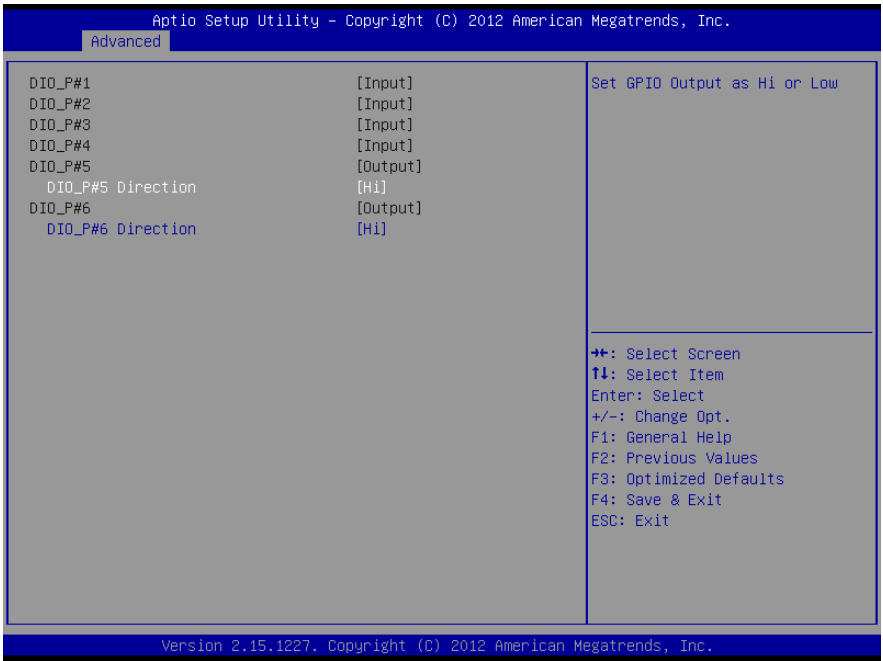 Aptio Setup Utility – Copyright (C) 2012 American Megatrends, Inc.
Advanced
DIO_P#1 [Input]
DIO_P#2 [Input]
DIO_P#3 [Input]
DIO_P#4 [Input]
DIO_P#5 [Output]
DIO_P#5 Direction [Hi]
DIO_P#6 [Output]
DIO_P#6 Direction [Hi]
Set GPIO Output as Hi or Low
→←: Select Screen
↑↓: Select Item
Enter: Select
+/-: Change Opt.
F1: General Help
F2: Previous Values
F3: Optimized Defaults
F4: Save & Exit
ESC: Exit
Version 2.15.1227. Copyright (C) 2012 American Megatrends, Inc.